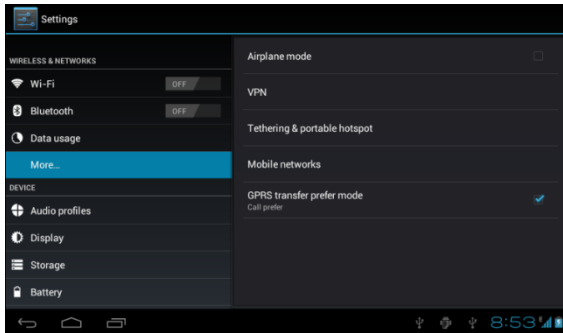 Settings
WIRELESS & NETWORKS
Wi-Fi OFF
Bluetooth OFF
Data usage
More...
DEVICE
Audio profiles
Display
Storage
Battery
Airplane mode
VPN
Tethering & portable hotspot
Mobile networks
GPRS transfer prefer mode
Call prefer
8:53